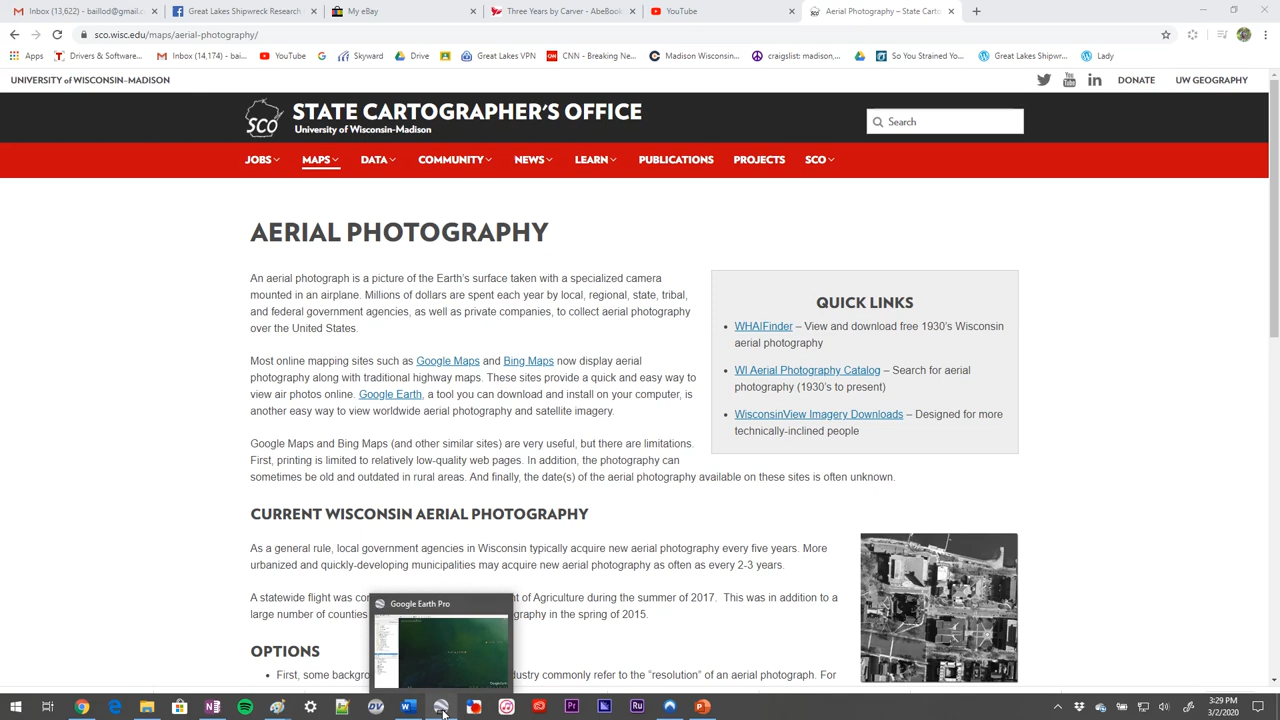 Inbox (13,622) - baillod@gmail.c
Great Lakes Shipwreck Research
My eBay
Three Years by Carver - AbeBook
YouTube
Aerial Photography – State Carto
sco.wisc.edu/maps/aerial-photography/
Apps
Drivers & Software...
Inbox (14,174) - bai...
YouTube
Skyward
Drive
Great Lakes VPN
CNN - Breaking Ne...
Madison Wisconsin...
craigslist: madison,...
So You Strained Yo...
Great Lakes Shipwr...
Lady
UNIVERSITY of WISCONSIN–MADISON
DONATE
UW GEOGRAPHY
SCO
STATE CARTOGRAPHER'S OFFICE
University of Wisconsin-Madison
Search
JOBS
MAPS
DATA
COMMUNITY
NEWS
LEARN
PUBLICATIONS
PROJECTS
SCO
AERIAL PHOTOGRAPHY
An aerial photograph is a picture of the Earth's surface taken with a specialized camera
mounted in an airplane. Millions of dollars are spent each year by local, regional, state, tribal,
and federal government agencies, as well as private companies, to collect aerial photography
over the United States.
Most online mapping sites such as Google Maps and Bing Maps now display aerial
photography along with traditional highway maps. These sites provide a quick and easy way to
view air photos online. Google Earth, a tool you can download and install on your computer, is
another easy way to view worldwide aerial photography and satellite imagery.
Google Maps and Bing Maps (and other similar sites) are very useful, but there are limitations.
First, printing is limited to relatively low-quality web pages. In addition, the photography can
sometimes be old and outdated in rural areas. And finally, the date(s) of the aerial photography available on these sites is often unknown.
QUICK LINKS
• WHAIFinder – View and download free 1930's Wisconsin
aerial photography
• WI Aerial Photography Catalog – Search for aerial
photography (1930's to present)
• WisconsinView Imagery Downloads – Designed for more
technically-inclined people
CURRENT WISCONSIN AERIAL PHOTOGRAPHY
As a general rule, local government agencies in Wisconsin typically acquire new aerial photography every five years. More
urbanized and quickly-developing municipalities may acquire new aerial photography as often as every 2-3 years.
A statewide flight was co nt of Agriculture during the summer of 2017. This was in addition to a
large number of counties graphy in the spring of 2015.
Google Earth Pro
OPTIONS
• First, some backgro dustry commonly refer to the "resolution" of an aerial photograph. For
3:29 PM
3/2/2020